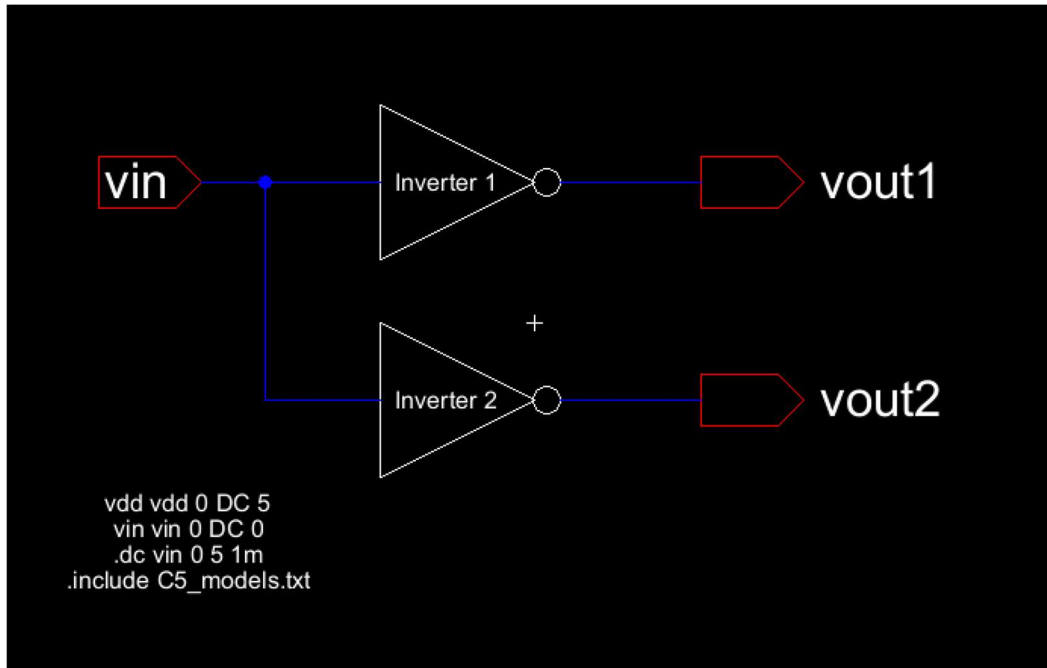 vin
Inverter 1
vout1
Inverter 2
vout2
vdd vdd 0 DC 5
vin vin 0 DC 0
.dc vin 0 5 1m
.include C5_models.txt